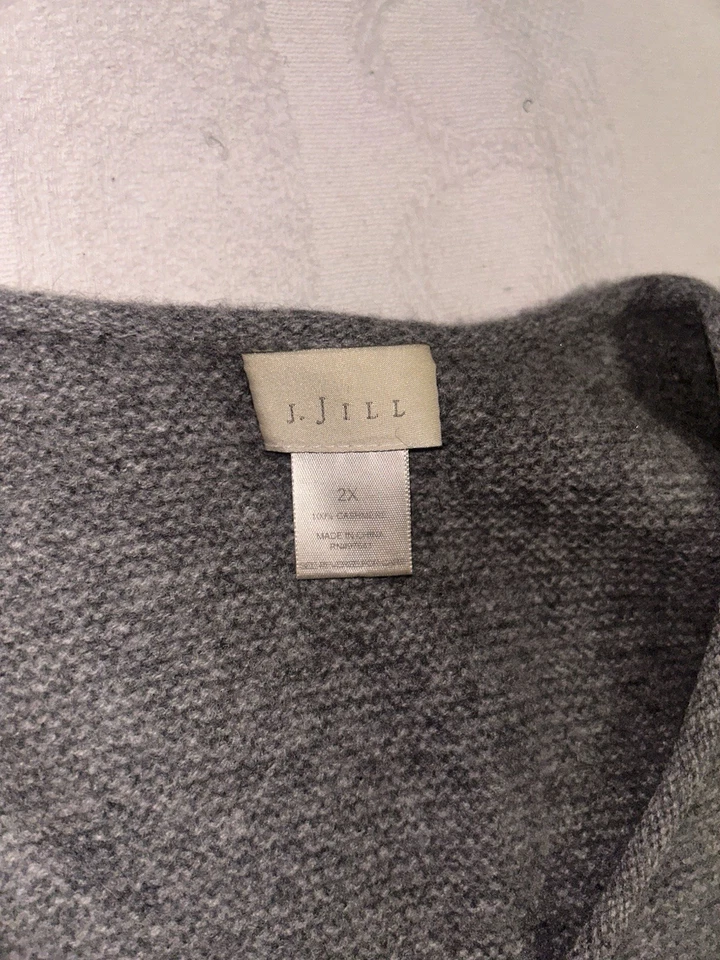 J. JILL
2X
100% CASHMERE
MADE IN CHINA